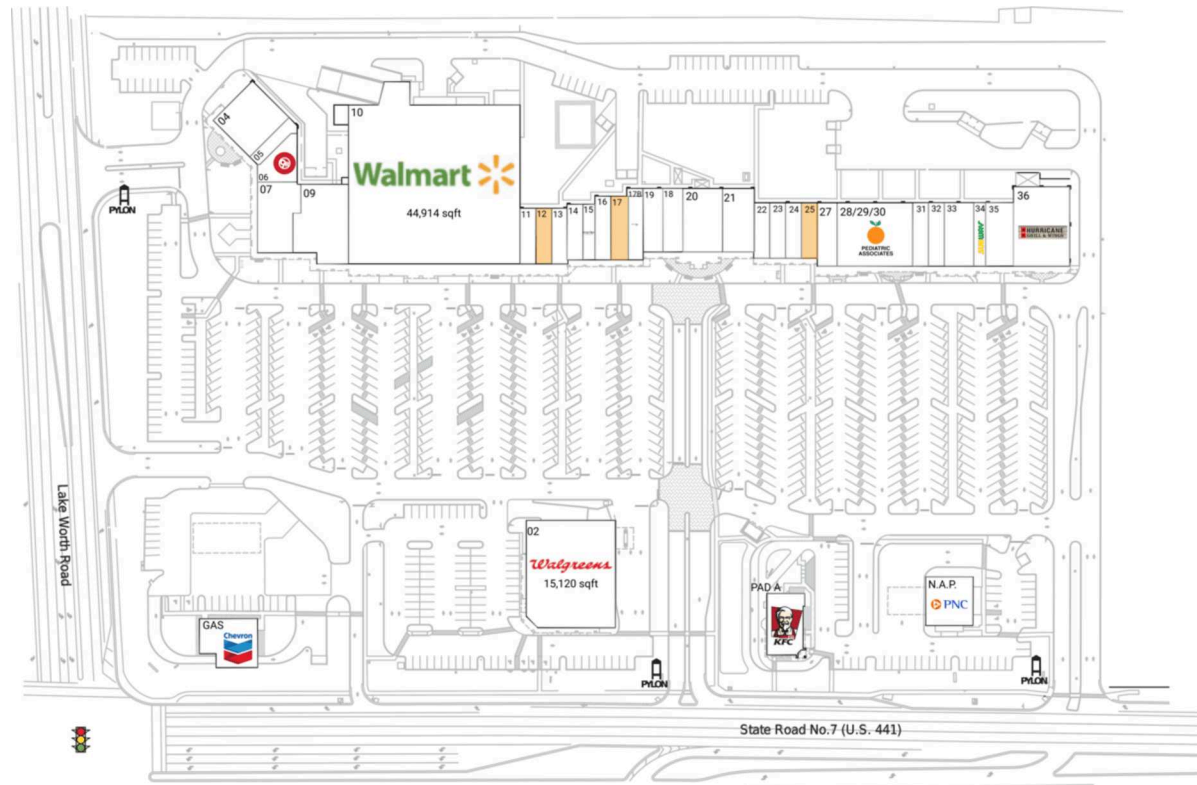 04
05
06
07
09
10
Walmart
44,914 sqft
11
12
13
14
15
16
17
17B
19
18
20
21
22
23
24
25
27
28/29/30
PEDIATRIC
ASSOCIATES
31
32
33
34
SUBWAY
35
36
HURRICANE
GRILL & WINGS
PYLON
Lake Worth Road
02
Walgreens
15,120 sqft
GAS
Chevron
PYLON
PAD A
KFC
N.A.P.
PNC
PYLON
State Road No.7 (U.S. 441)